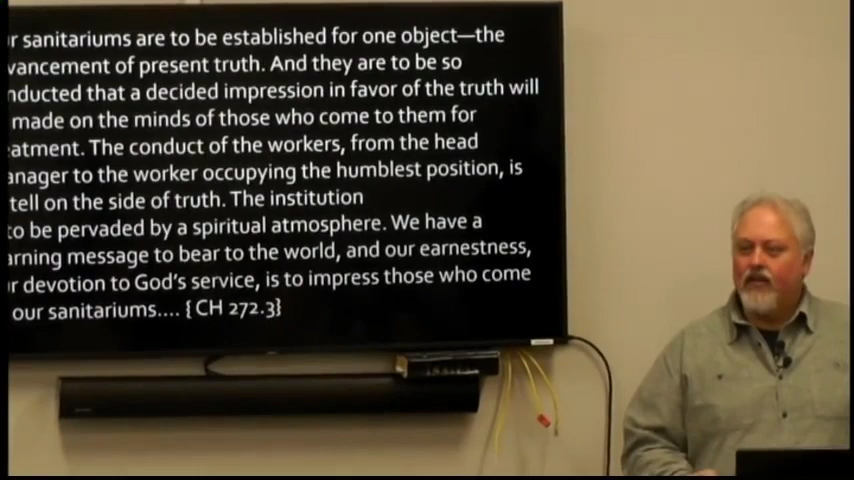 r sanitariums are to be established for one object—the
vancement of present truth. And they are to be so
nducted that a decided impression in favor of the truth will
made on the minds of those who come to them for
eatment. The conduct of the workers, from the head
anager to the worker occupying the humblest position, is
tell on the side of truth. The institution
to be pervaded by a spiritual atmosphere. We have a
arning message to bear to the world, and our earnestness,
r devotion to God's service, is to impress those who come
our sanitariums.... { CH 272.3}